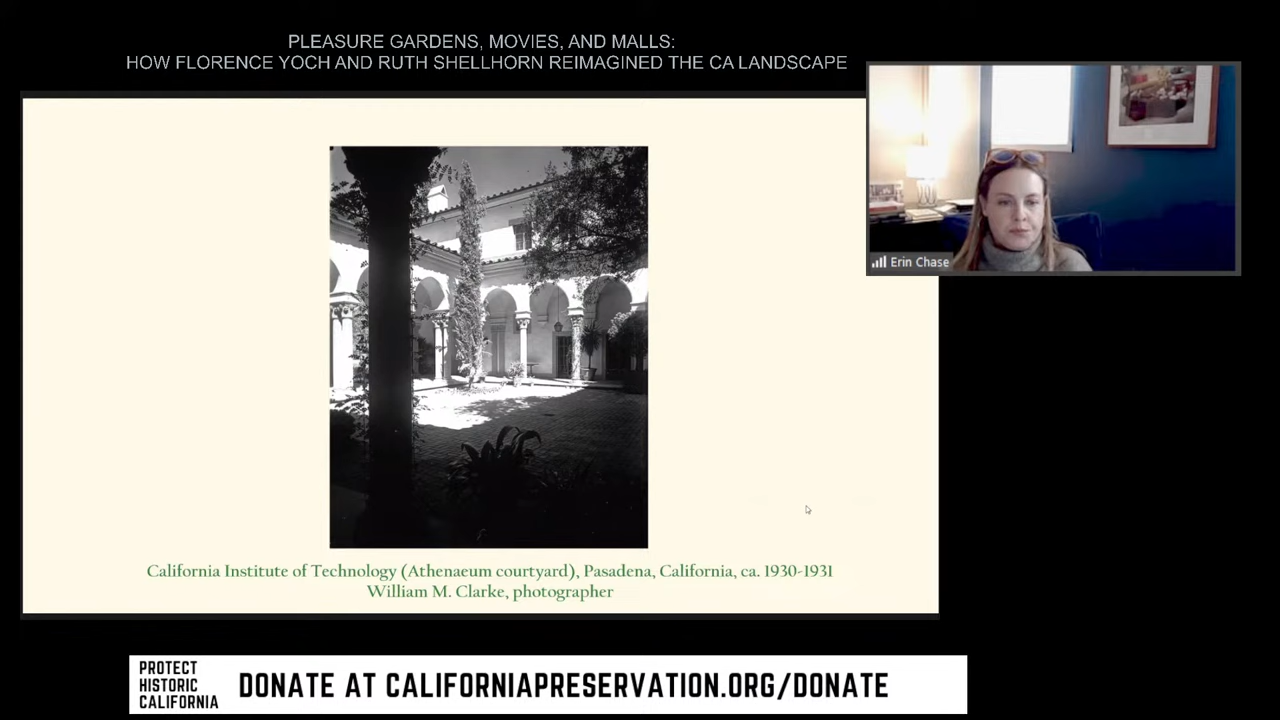 PLEASURE GARDENS, MOVIES, AND MALLS:
HOW FLORENCE YOCH AND RUTH SHELLHORN REIMAGINED THE CA LANDSCAPE
Erin Chase
California Institute of Technology (Athenaeum courtyard), Pasadena, California, ca. 1930-1931
William M. Clarke, photographer
PROTECT
HISTORIC
CALIFORNIA
DONATE AT CALIFORNIAPRESERVATION.ORG/DONATE